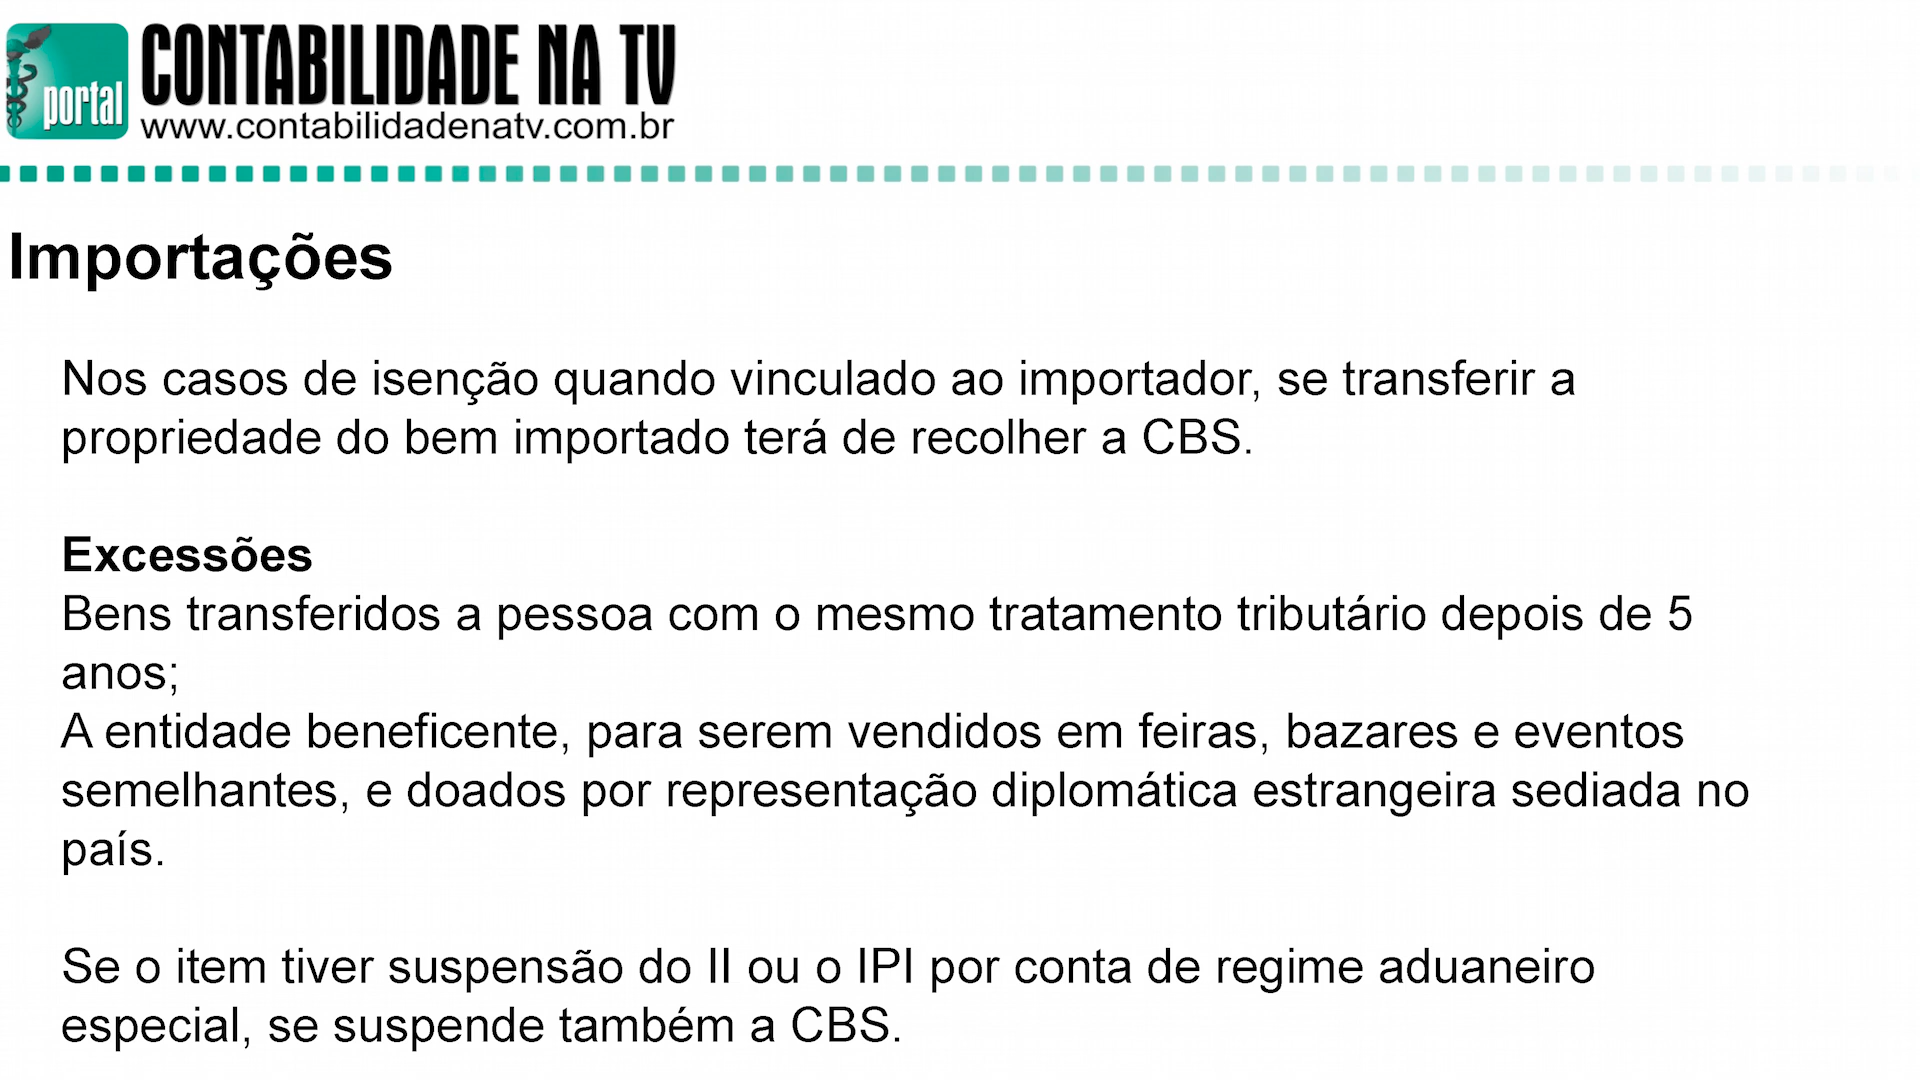 portal
CONTABILIDADE NA TV
www.contabilidadenatv.com.br
Importações
Nos casos de isenção quando vinculado ao importador, se transferir a
propriedade do bem importado terá de recolher a CBS.
Excessões
Bens transferidos a pessoa com o mesmo tratamento tributário depois de 5
anos;
A entidade beneficente, para serem vendidos em feiras, bazares e eventos
semelhantes, e doados por representação diplomática estrangeira sediada no
país.
Se o item tiver suspensão do II ou o IPI por conta de regime aduaneiro
especial, se suspende também a CBS.